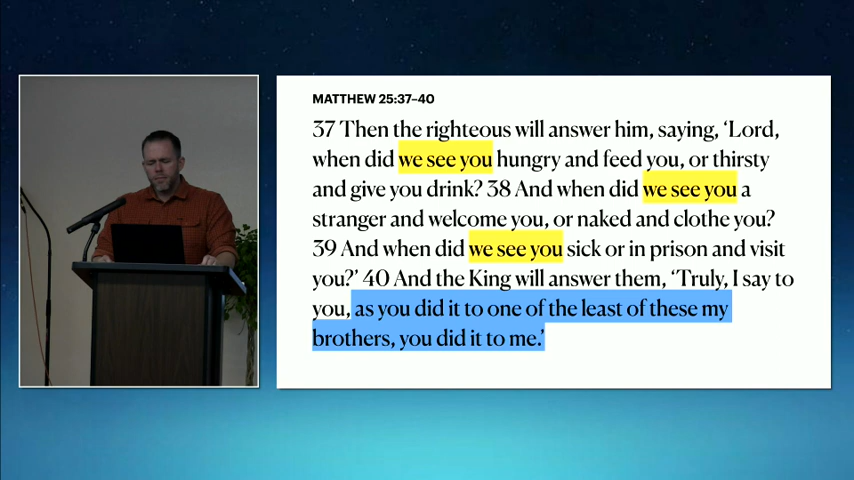 MATTHEW 25:37–40
37 Then the righteous will answer him, saying, ‘Lord,
when did we see you hungry and feed you, or thirsty
and give you drink? 38 And when did we see you a
stranger and welcome you, or naked and clothe you?
39 And when did we see you sick or in prison and visit
you?’ 40 And the King will answer them, ‘Truly, I say to
you, as you did it to one of the least of these my
brothers, you did it to me.’